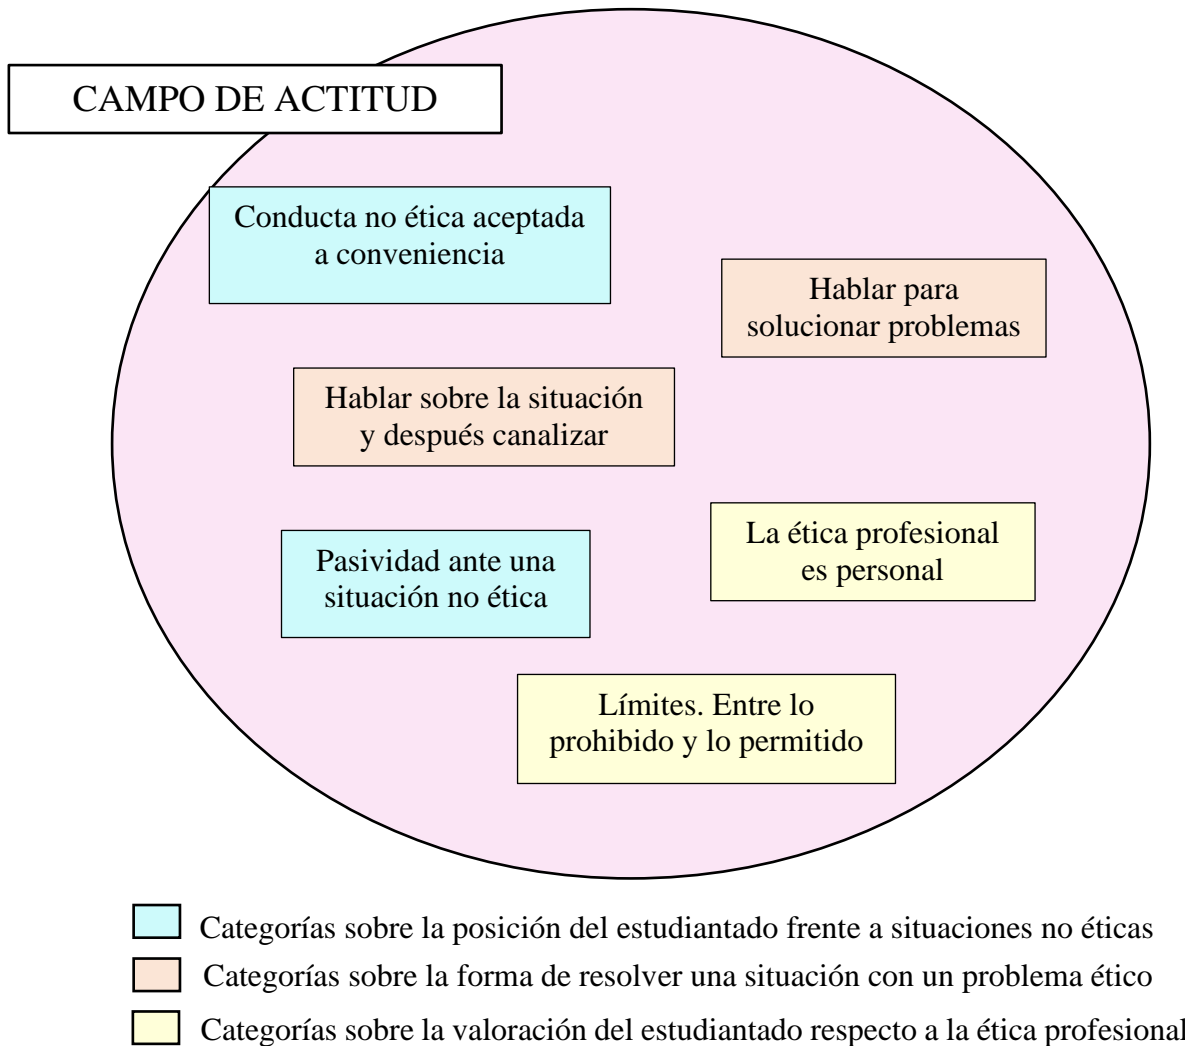 CAMPO DE ACTITUD
Conducta no ética aceptada
a conveniencia
Hablar para
solucionar problemas
Hablar sobre la situación
y después canalizar
La ética profesional
es personal
Pasividad ante una
situación no ética
Límites. Entre lo
prohibido y lo permitido
Categorías sobre la posición del estudiantado frente a situaciones no éticas
Categorías sobre la forma de resolver una situación con un problema ético
Categorías sobre la valoración del estudiantado respecto a la ética profesional